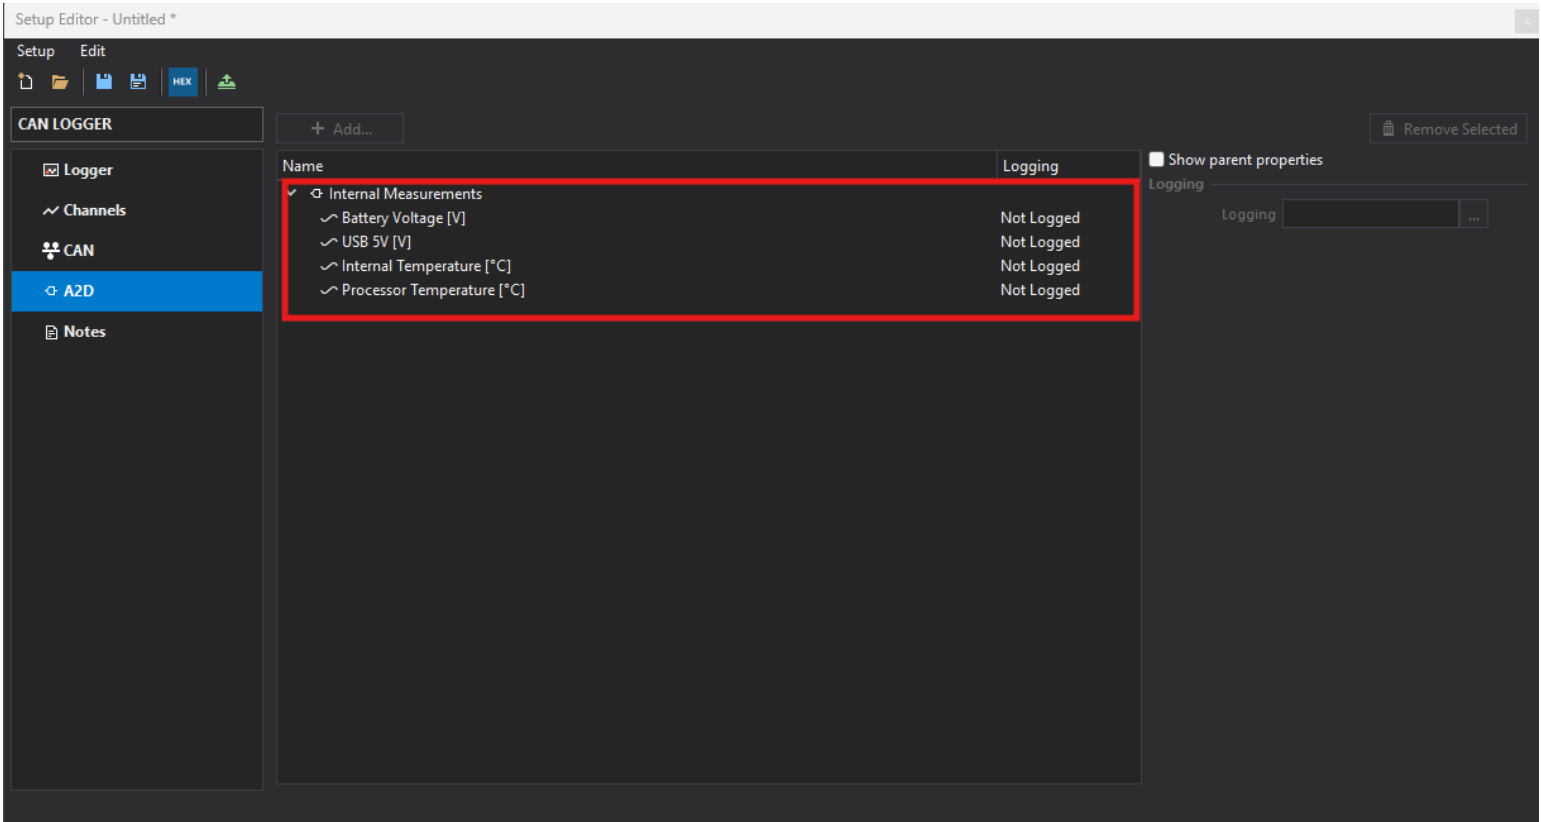 Setup Editor - Untitled *
x
Setup Edit
HEX
CAN LOGGER
Logger
Channels
CAN
A2D
Notes
+ Add...
Remove Selected
Name Logging
Internal Measurements
Battery Voltage [V] Not Logged
USB 5V [V] Not Logged
Internal Temperature [°C] Not Logged
Processor Temperature [°C] Not Logged
Show parent properties
Logging
Logging ...